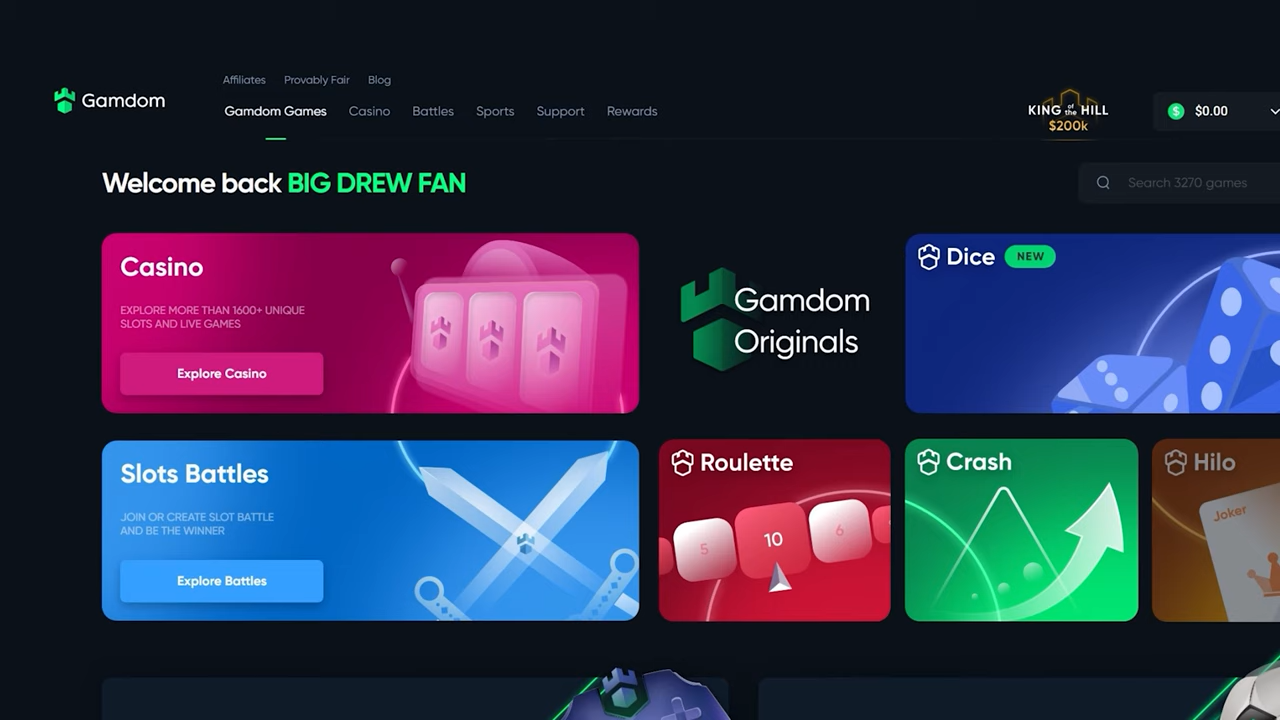 Affiliates Provably Fair Blog
Gamdom
Gamdom Games Casino Battles Sports Support Rewards
KING of the HILL
$200k
$ $0.00
Welcome back BIG DREW FAN
Search 3270 games
Casino
EXPLORE MORE THAN 1600+ UNIQUE
SLOTS AND LIVE GAMES
Explore Casino
Gamdom
Originals
Dice NEW
Slots Battles
JOIN OR CREATE SLOT BATTLE
AND BE THE WINNER
Explore Battles
Roulette
5 10 6
Crash
Hilo
Joker